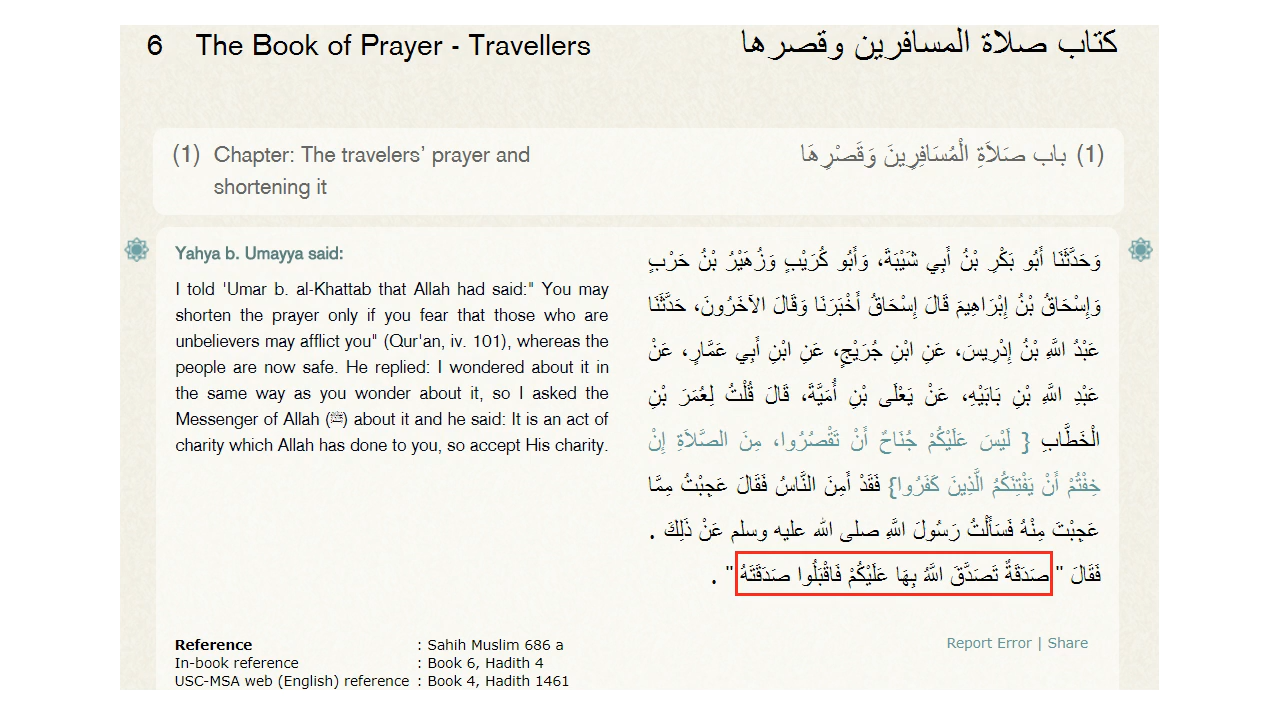 6 The Book of Prayer - Travellers
كتاب صلاة المسافرين وقصرها
(1) Chapter: The travelers’ prayer and
shortening it
(1) باب صَلاَةِ الْمُسَافِرِينَ وَقَصْرِهَا
Yahya b. Umayya said:
I told 'Umar b. al-Khattab that Allah had said:" You may
shorten the prayer only if you fear that those who are
unbelievers may afflict you" (Qur'an, iv. 101), whereas the
people are now safe. He replied: I wondered about it in
the same way as you wonder about it, so I asked the
Messenger of Allah (ﷺ) about it and he said: It is an act of
charity which Allah has done to you, so accept His charity.
وَحَدَّثَنَا أَبُو بَكْرِ بْنُ أَبِي شَيْبَةَ، وَأَبُو كُرَيْبٍ وَزُهَيْرُ بْنُ حَرْبٍ
وَإِسْحَاقُ بْنُ إِبْرَاهِيمَ قَالَ إِسْحَاقُ أَخْبَرَنَا وَقَالَ الآخَرُونَ، حَدَّثَنَا
عَبْدُ اللَّهِ بْنُ إِدْرِيسَ، عَنِ ابْنِ جُرَيْجٍ، عَنِ ابْنِ أَبِي عَمَّارٍ، عَنْ
عَبْدِ اللَّهِ بْنِ بَابَيْهِ، عَنْ يَعْلَى بْنِ أُمَيَّةَ، قَالَ قُلْتُ لِعُمَرَ بْنِ
الْخَطَّابِ { لَيْسَ عَلَيْكُمْ جُنَاحٌ أَنْ تَقْصُرُوا، مِنَ الصَّلاَةِ إِنْ
خِفْتُمْ أَنْ يَفْتِنَكُمُ الَّذِينَ كَفَرُوا} فَقَدْ أَمِنَ النَّاسُ فَقَالَ عَجِبْتُ مِمَّا
عَجِبْتَ مِنْهُ فَسَأَلْتُ رَسُولَ اللَّهِ صلى الله عليه وسلم عَنْ ذَلِكَ .
فَقَالَ " صَدَقَةٌ تَصَدَّقَ اللَّهُ بِهَا عَلَيْكُمْ فَاقْبَلُوا صَدَقَتَهُ " .
Reference : Sahih Muslim 686 a
In-book reference : Book 6, Hadith 4
USC-MSA web (English) reference : Book 4, Hadith 1461
Report Error | Share